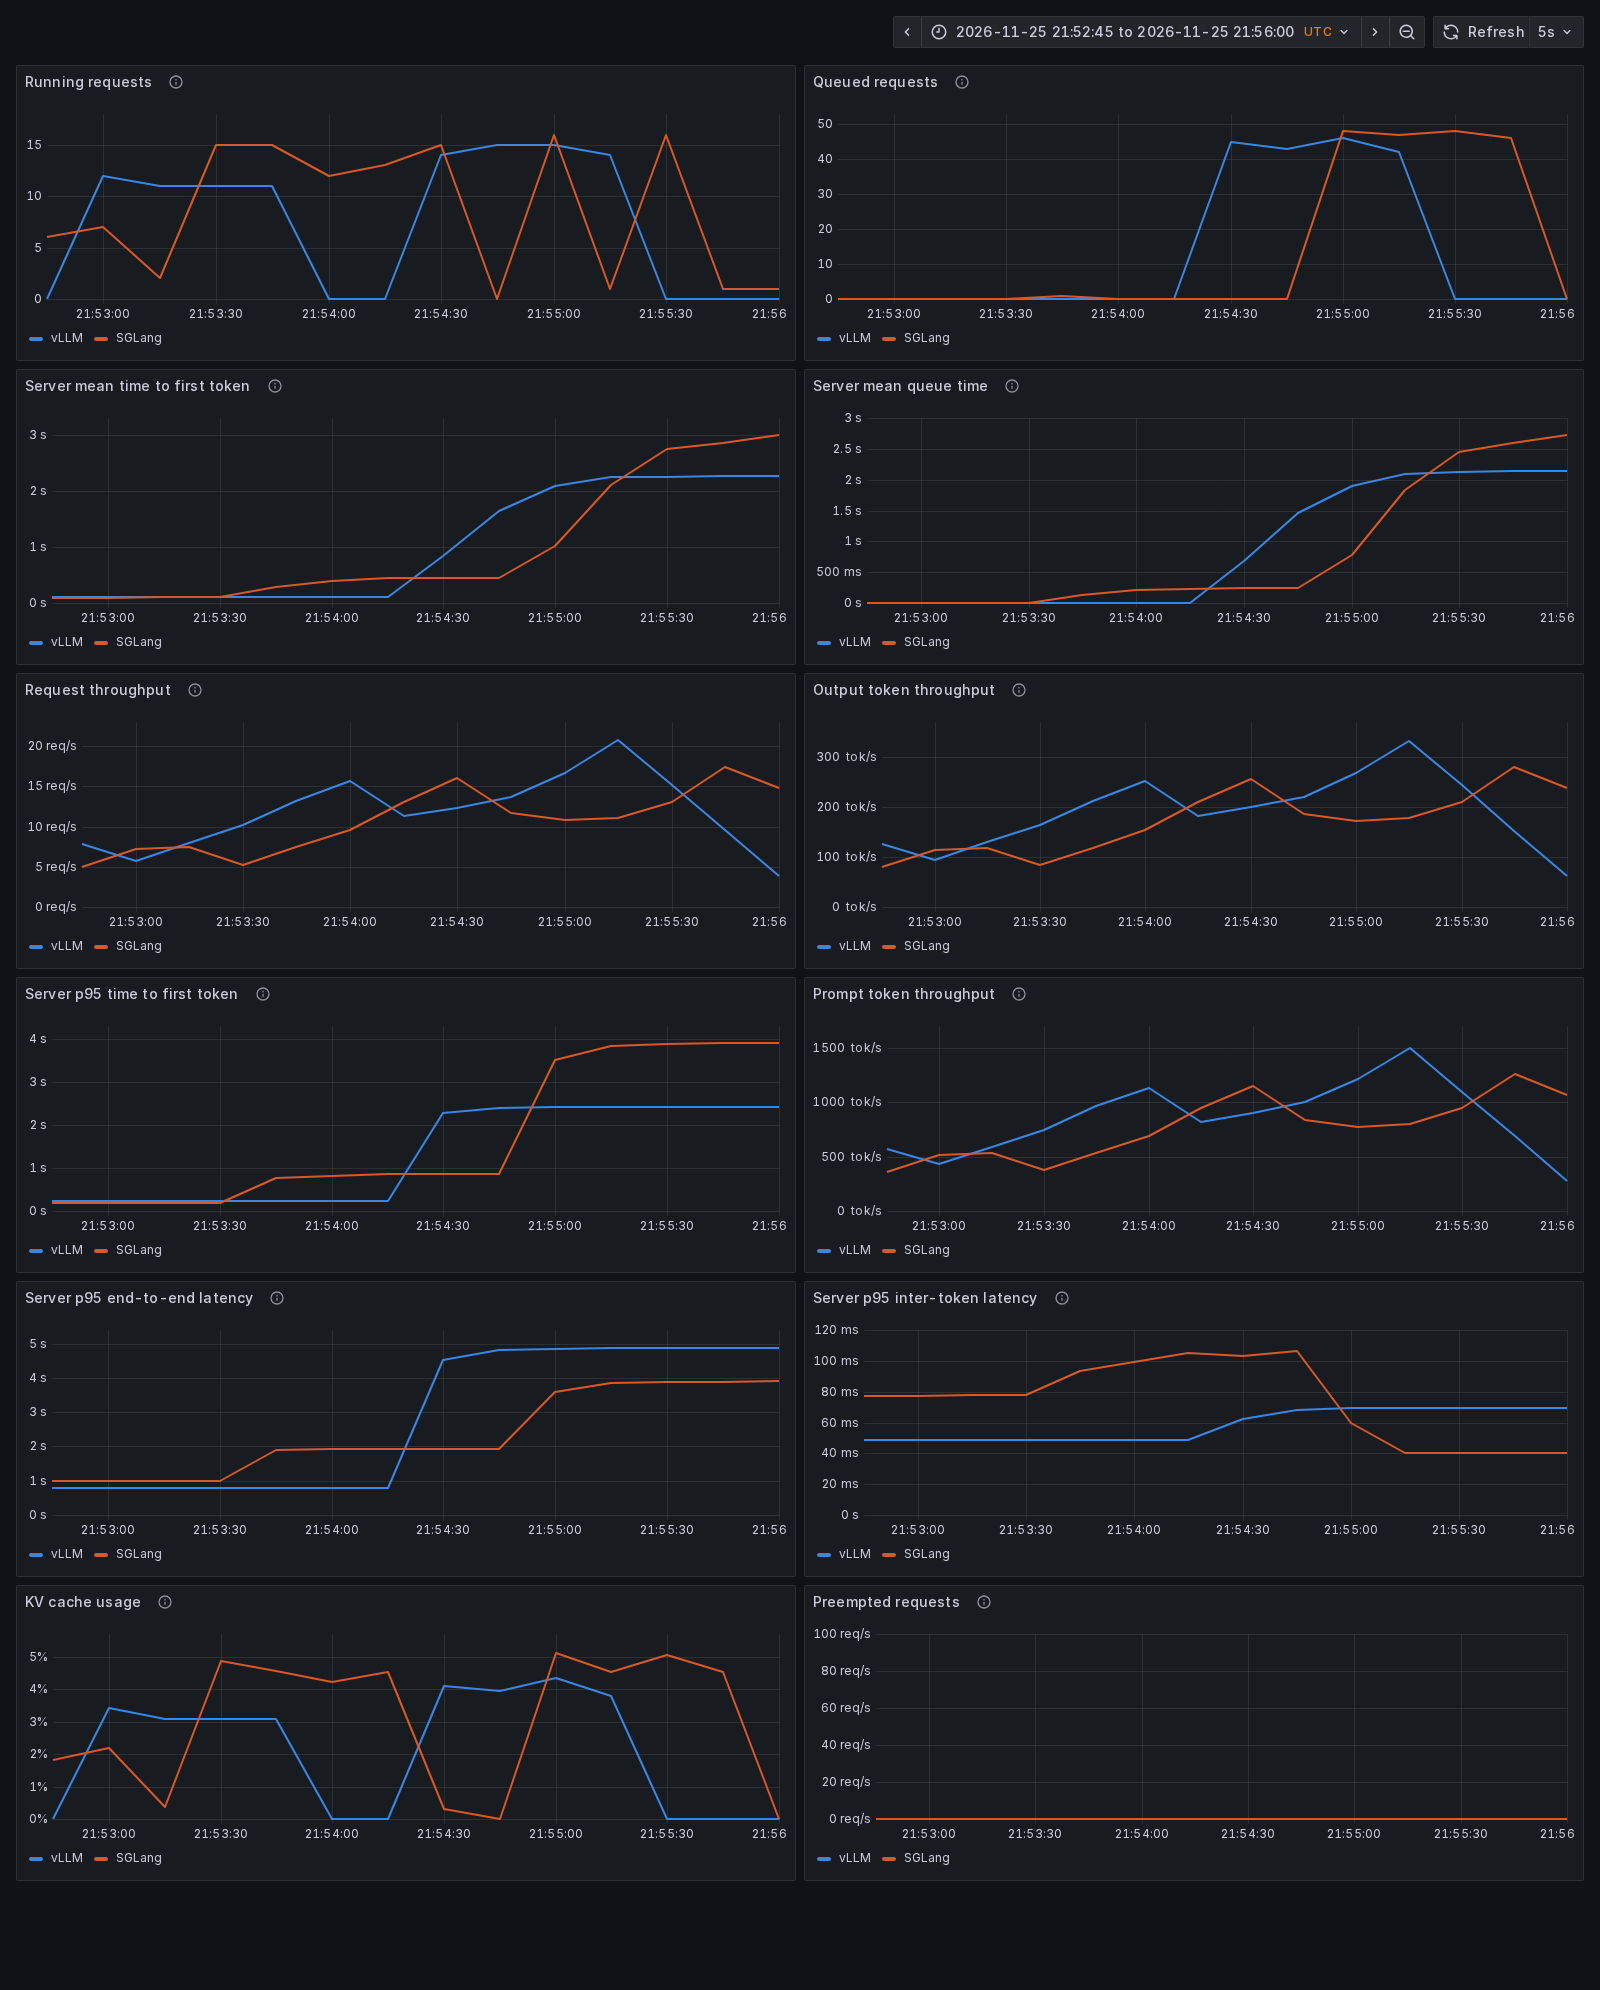 2026-11-25 21:52:45 to 2026-11-25 21:56:00 UTC Refresh 5s
Running requests
15
10
5
0
21:53:00 21:53:30 21:54:00 21:54:30 21:55:00 21:55:30 21:56
vLLM SGLang
Queued requests
50
40
30
20
10
0
21:53:00 21:53:30 21:54:00 21:54:30 21:55:00 21:55:30 21:56
vLLM SGLang
Server mean time to first token
3 s
2 s
1 s
0 s
21:53:00 21:53:30 21:54:00 21:54:30 21:55:00 21:55:30 21:56
vLLM SGLang
Server mean queue time
3 s
2.5 s
2 s
1.5 s
1 s
500 ms
0 s
21:53:00 21:53:30 21:54:00 21:54:30 21:55:00 21:55:30 21:56
vLLM SGLang
Request throughput
20 req/s
15 req/s
10 req/s
5 req/s
0 req/s
21:53:00 21:53:30 21:54:00 21:54:30 21:55:00 21:55:30 21:56
vLLM SGLang
Output token throughput
300 tok/s
200 tok/s
100 tok/s
0 tok/s
21:53:00 21:53:30 21:54:00 21:54:30 21:55:00 21:55:30 21:56
vLLM SGLang
Server p95 time to first token
4 s
3 s
2 s
1 s
0 s
21:53:00 21:53:30 21:54:00 21:54:30 21:55:00 21:55:30 21:56
vLLM SGLang
Prompt token throughput
1500 tok/s
1000 tok/s
500 tok/s
0 tok/s
21:53:00 21:53:30 21:54:00 21:54:30 21:55:00 21:55:30 21:56
vLLM SGLang
Server p95 end-to-end latency
5 s
4 s
3 s
2 s
1 s
0 s
21:53:00 21:53:30 21:54:00 21:54:30 21:55:00 21:55:30 21:56
vLLM SGLang
Server p95 inter-token latency
120 ms
100 ms
80 ms
60 ms
40 ms
20 ms
0 s
21:53:00 21:53:30 21:54:00 21:54:30 21:55:00 21:55:30 21:56
vLLM SGLang
KV cache usage
5%
4%
3%
2%
1%
0%
21:53:00 21:53:30 21:54:00 21:54:30 21:55:00 21:55:30 21:56
vLLM SGLang
Preempted requests
100 req/s
80 req/s
60 req/s
40 req/s
20 req/s
0 req/s
21:53:00 21:53:30 21:54:00 21:54:30 21:55:00 21:55:30 21:56
vLLM SGLang